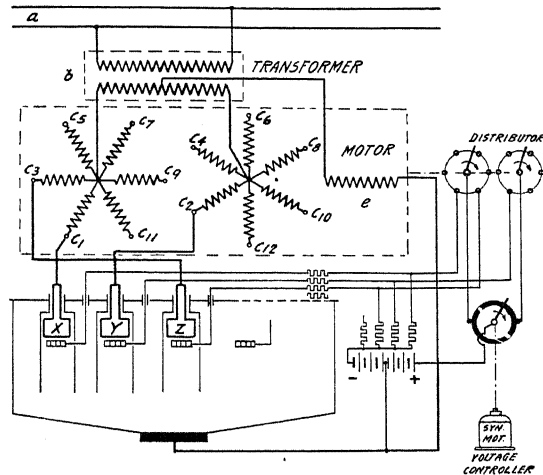 a
b
TRANSFORMER
C5
C7
C3
C9
C1
C11
C6
C4
C8
C2
C10
C12
MOTOR
e
DISTRIBUTOR
X
Y
Z
-
+
SYN.
MOT.
VOLTAGE
CONTROLLER